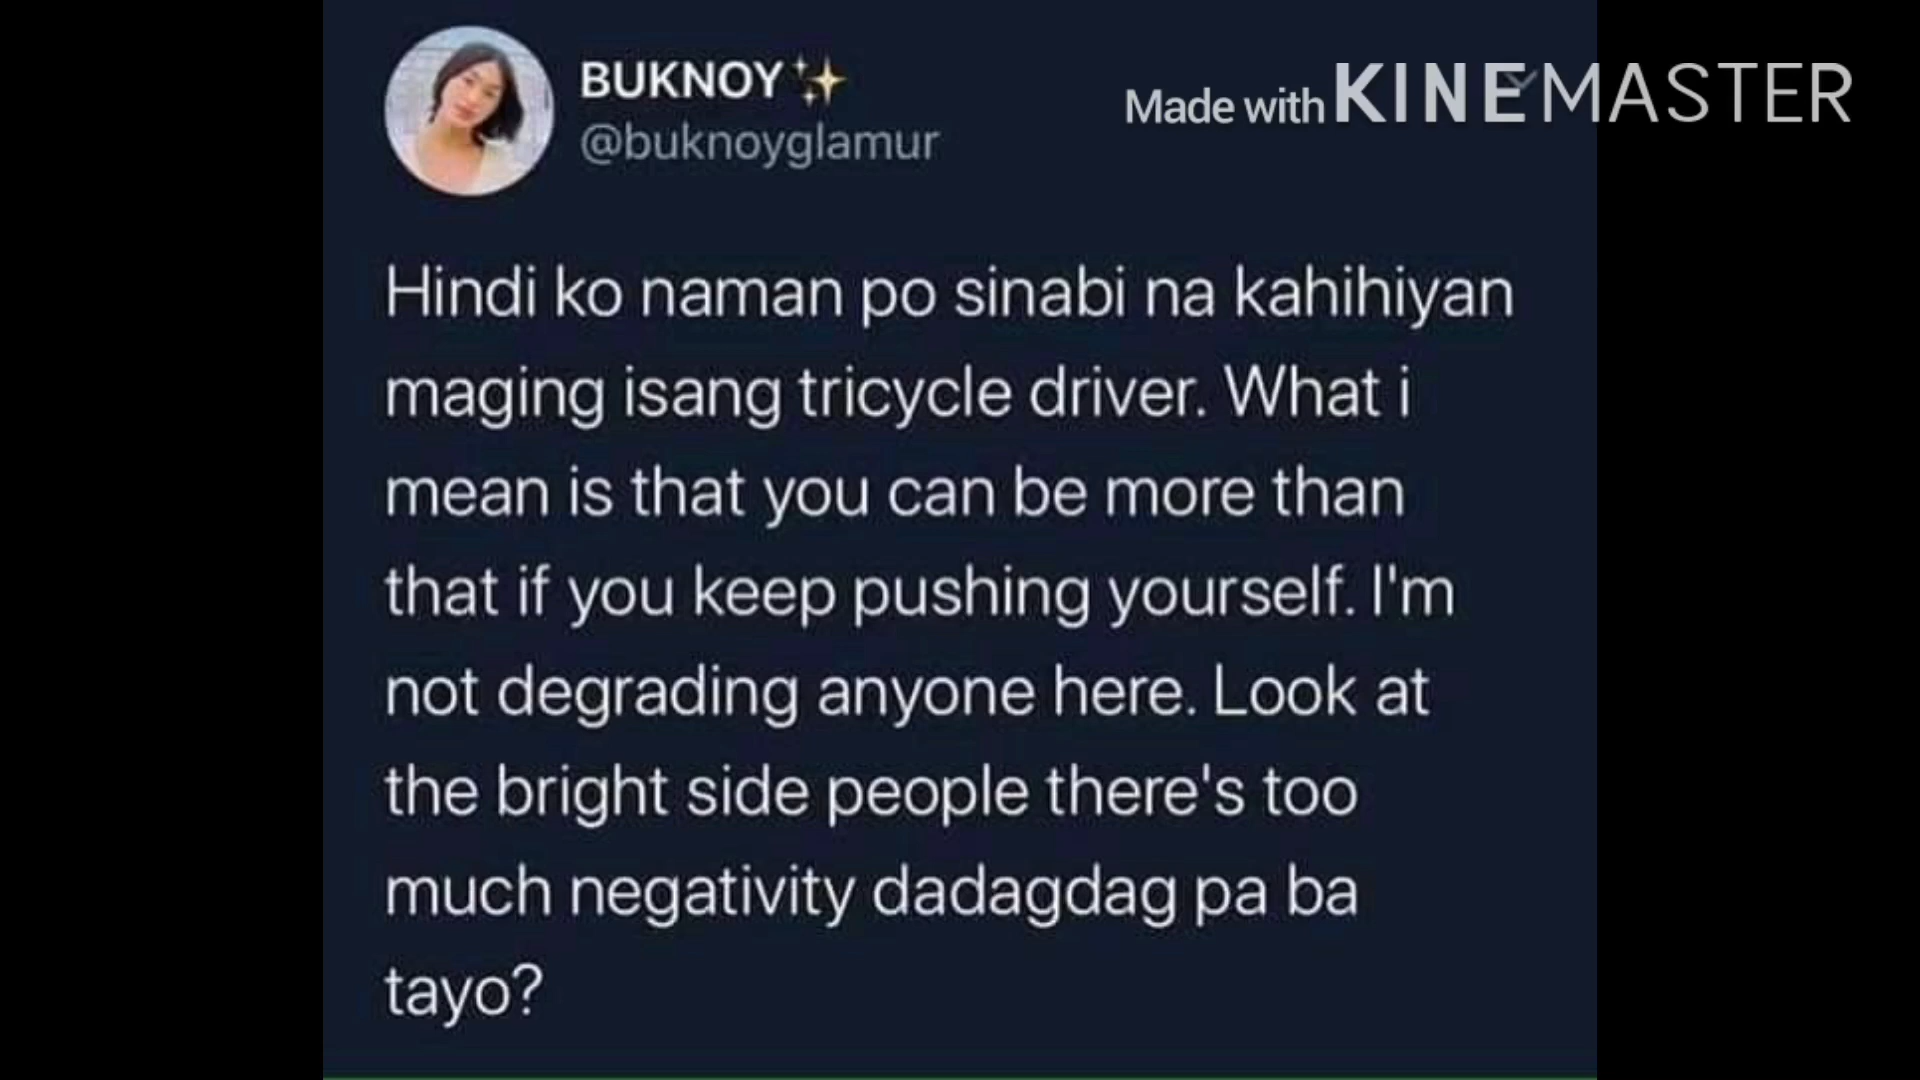 BUKNOY✨
@buknoyglamur
Made with KINEMASTER
Hindi ko naman po sinabi na kahihiyan
maging isang tricycle driver. What i
mean is that you can be more than
that if you keep pushing yourself. I'm
not degrading anyone here. Look at
the bright side people there's too
much negativity dadagdag pa ba
tayo?